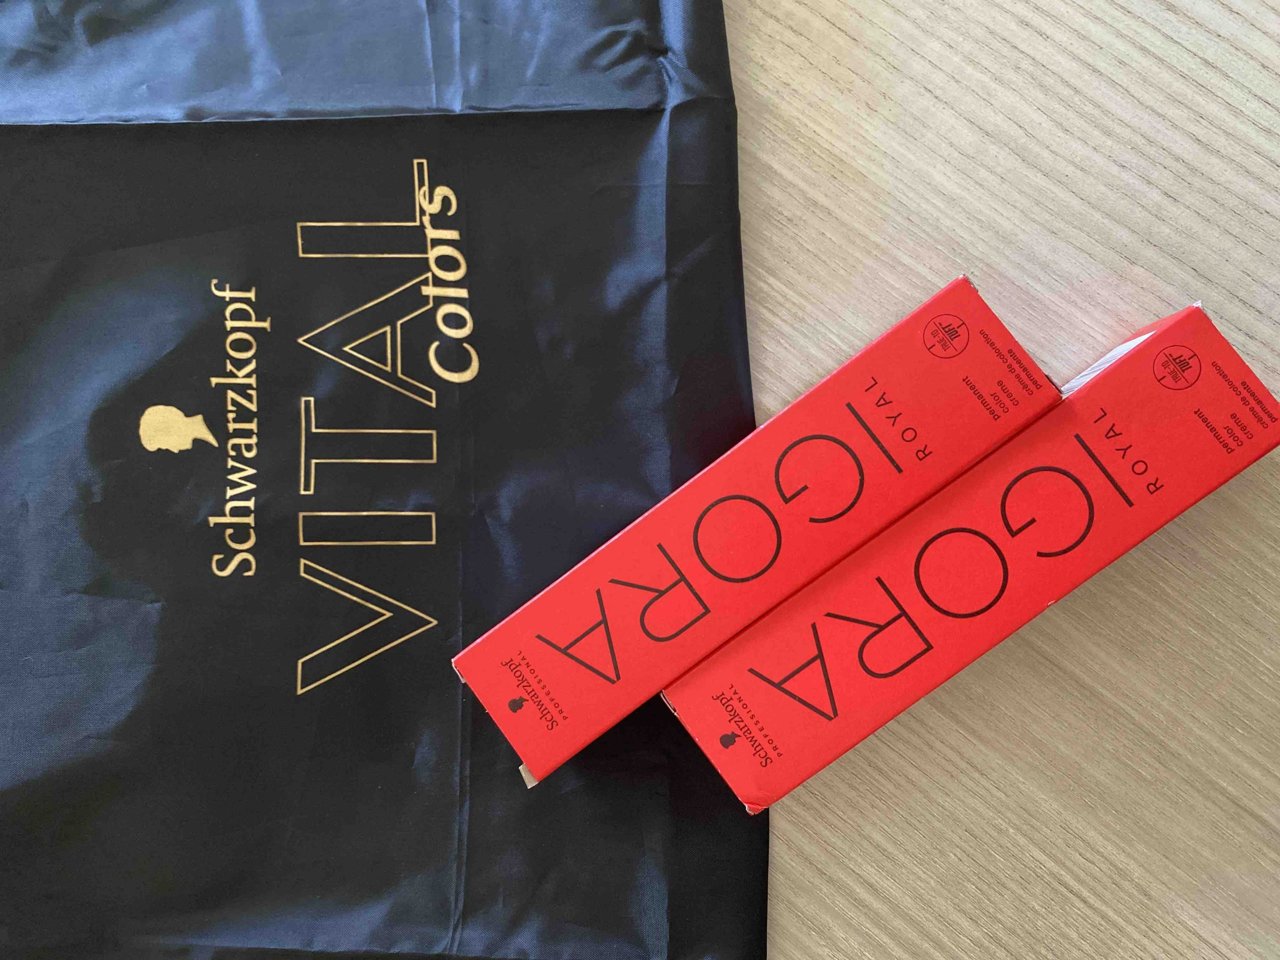 Schwarzkopf
VITAL
Colors
Schwarzkopf
PROFESSIONAL
IGORA
ROYAL
permanent
color
creme
crème de coloration
permanente
Schwarzkopf
PROFESSIONAL
IGORA
ROYAL
permanent
color
creme
crème de coloration
permanente